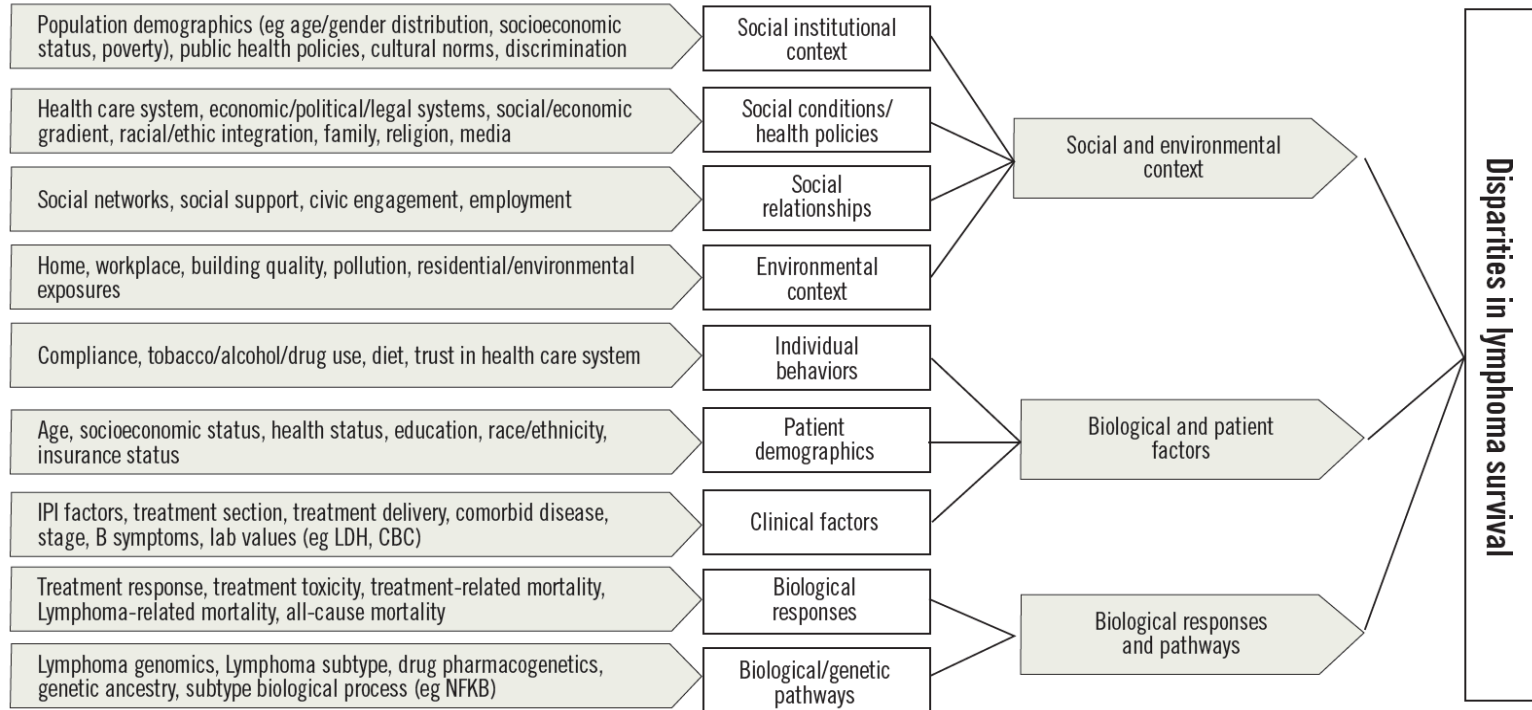 Population demographics (eg age/gender distribution, socioeconomic
status, poverty), public health policies, cultural norms, discrimination
Social institutional
context
Health care system, economic/political/legal systems, social/economic
gradient, racial/ethic integration, family, religion, media
Social conditions/
health policies
Social networks, social support, civic engagement, employment
Social
relationships
Home, workplace, building quality, pollution, residential/environmental
exposures
Environmental
context
Social and environmental
context
Compliance, tobacco/alcohol/drug use, diet, trust in health care system
Individual
behaviors
Age, socioeconomic status, health status, education, race/ethnicity,
insurance status
Patient
demographics
IPI factors, treatment section, treatment delivery, comorbid disease,
stage, B symptoms, lab values (eg LDH, CBC)
Clinical factors
Biological and patient
factors
Treatment response, treatment toxicity, treatment-related mortality,
Lymphoma-related mortality, all-cause mortality
Biological
responses
Lymphoma genomics, Lymphoma subtype, drug pharmacogenetics,
genetic ancestry, subtype biological process (eg NFKB)
Biological/genetic
pathways
Biological responses
and pathways
Disparities in lymphoma survival